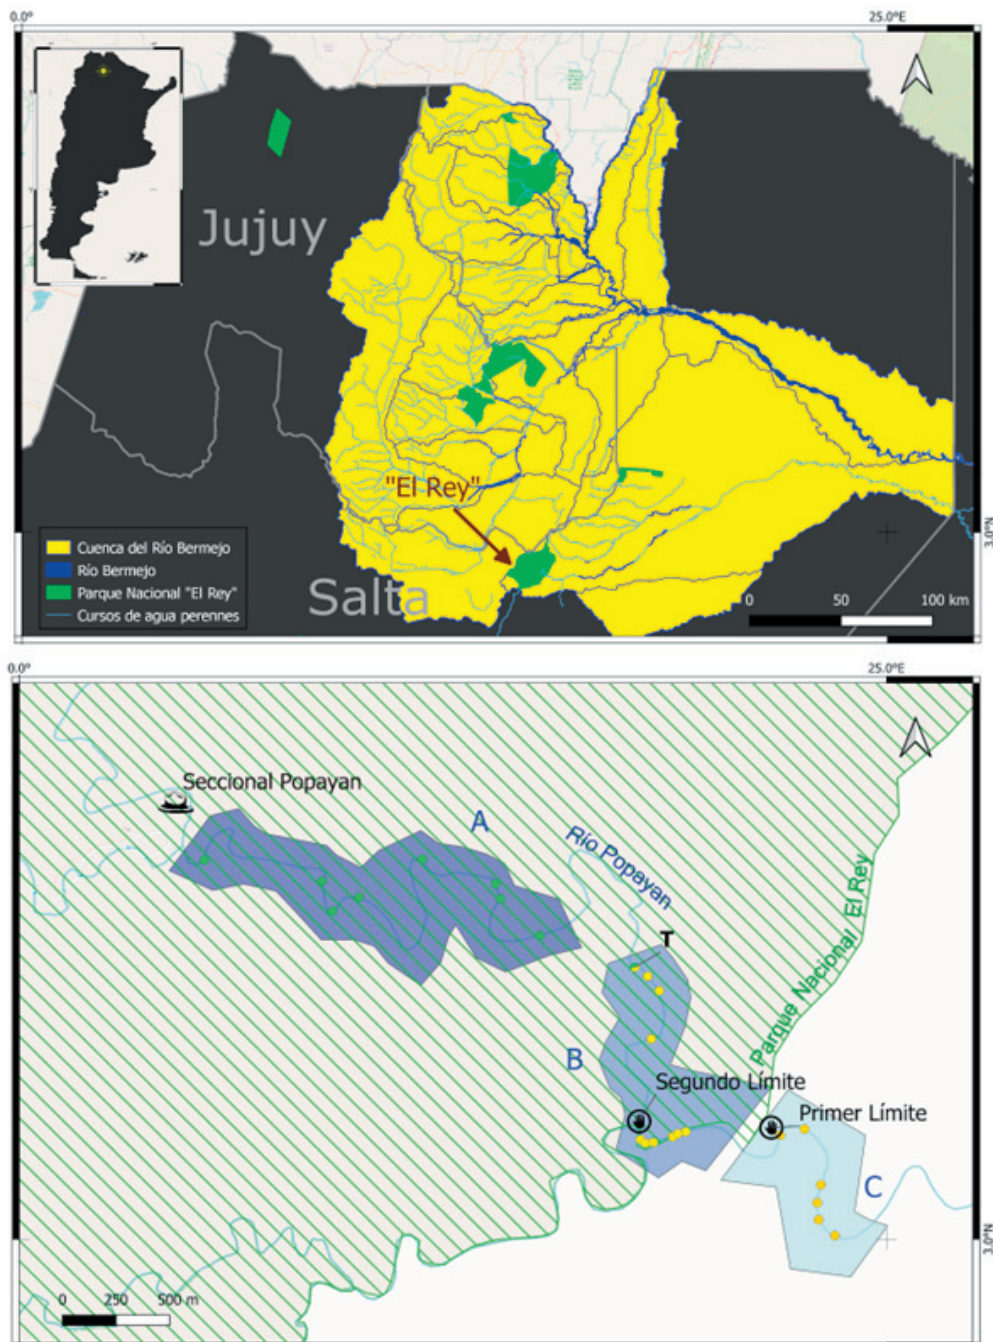 0.0°
25.0°E
Jujuy
"El Rey"
Cuenca del Río Bermejo
Río Bermejo
Parque Nacional "El Rey"
Cursos de agua perennes
Salta
0 50 100 km
3.0°N
0.0°
25.0°E
Seccional Popayan
A
Río Popayan
Parque Nacional El Rey
T
B
Segundo Límite
Primer Límite
C
3.0°N
0 250 500 m